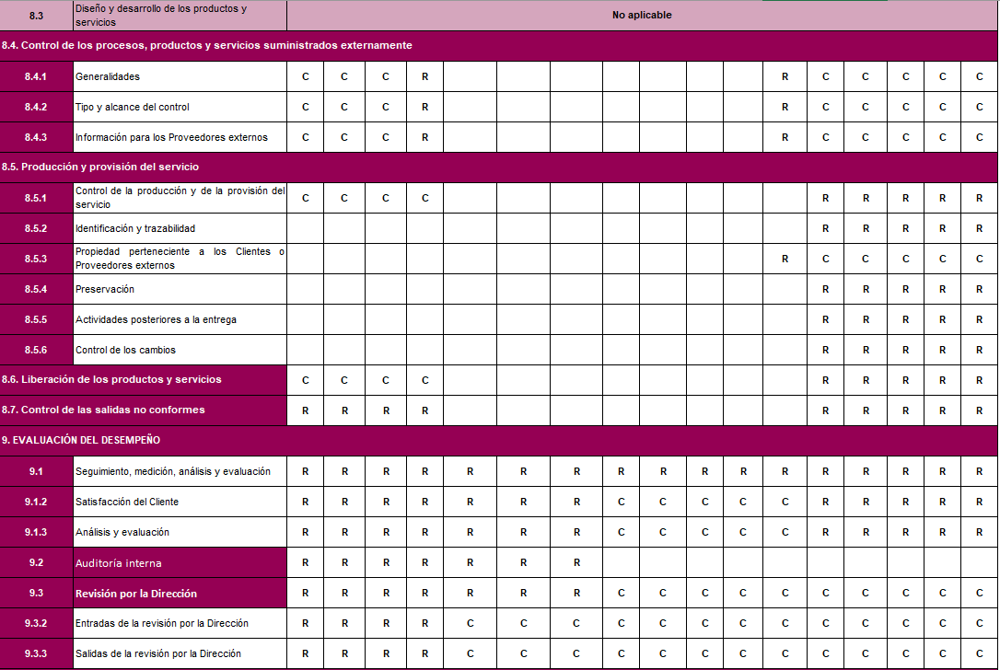 8.3 Diseño y desarrollo de los productos y servicios No aplicable
8.4. Control de los procesos, productos y servicios suministrados externamente
8.4.1 Generalidades C C C R R C C C C C
8.4.2 Tipo y alcance del control C C C R R C C C C C
8.4.3 Información para los Proveedores externos C C C R R C C C C C
8.5. Producción y provisión del servicio
8.5.1 Control de la producción y de la provisión del servicio C C C C R R R R R
8.5.2 Identificación y trazabilidad R R R R R
8.5.3 Propiedad perteneciente a los Clientes o Proveedores externos R C C C C C
8.5.4 Preservación R R R R R
8.5.5 Actividades posteriores a la entrega R R R R R
8.5.6 Control de los cambios R R R R R
8.6. Liberación de los productos y servicios C C C C R R R R R
8.7. Control de las salidas no conformes R R R R R R R R R
9. EVALUACIÓN DEL DESEMPEÑO
9.1 Seguimiento, medición, análisis y evaluación R R R R R R R R R R R R R R R R R
9.1.2 Satisfacción del Cliente R R R R R R R C C C C C R R R R R
9.1.3 Análisis y evaluación R R R R R R R C C C C C R R R R R
9.2 Auditoría interna R R R R R R R
9.3 Revisión por la Dirección R R R R R R R C C C C C C C C C C
9.3.2 Entradas de la revisión por la Dirección R R R R C C C C C C C C C C C C C
9.3.3 Salidas de la revisión por la Dirección R R R R C C C C C C C C C C C C C